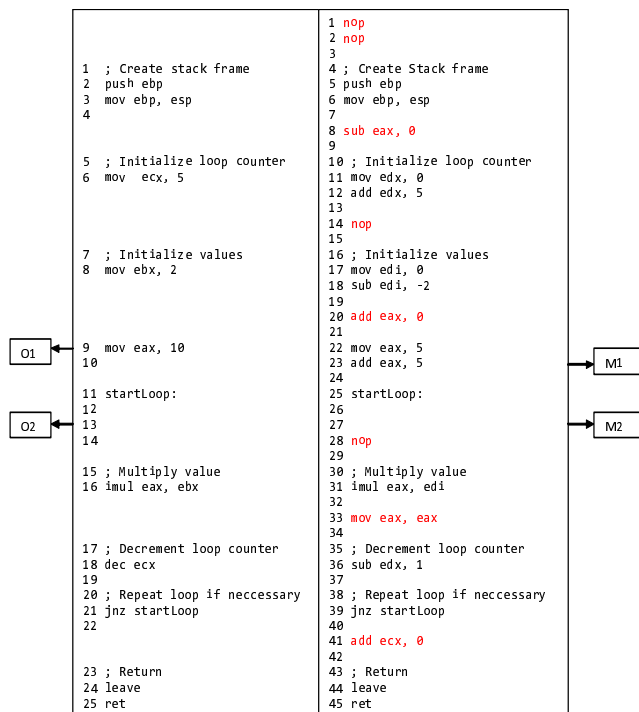 1 ; Create stack frame
2 push ebp
3 mov ebp, esp
4
5 ; Initialize loop counter
6 mov ecx, 5
7 ; Initialize values
8 mov ebx, 2
9 mov eax, 10
10
11 startLoop:
12
13
14
15 ; Multiply value
16 imul eax, ebx
17 ; Decrement loop counter
18 dec ecx
19
20 ; Repeat loop if neccessary
21 jnz startLoop
22
23 ; Return
24 leave
25 ret
1 nop
2 nop
3
4 ; Create Stack frame
5 push ebp
6 mov ebp, esp
7
8 sub eax, 0
9
10 ; Initialize loop counter
11 mov edx, 0
12 add edx, 5
13
14 nop
15
16 ; Initialize values
17 mov edi, 0
18 sub edi, -2
19
20 add eax, 0
21
22 mov eax, 5
23 add eax, 5
24
25 startLoop:
26
27
28 nop
29
30 ; Multiply value
31 imul eax, edi
32
33 mov eax, eax
34
35 ; Decrement loop counter
36 sub edx, 1
37
38 ; Repeat loop if neccessary
39 jnz startLoop
40
41 add ecx, 0
42
43 ; Return
44 leave
45 ret
O1
O2
M1
M2